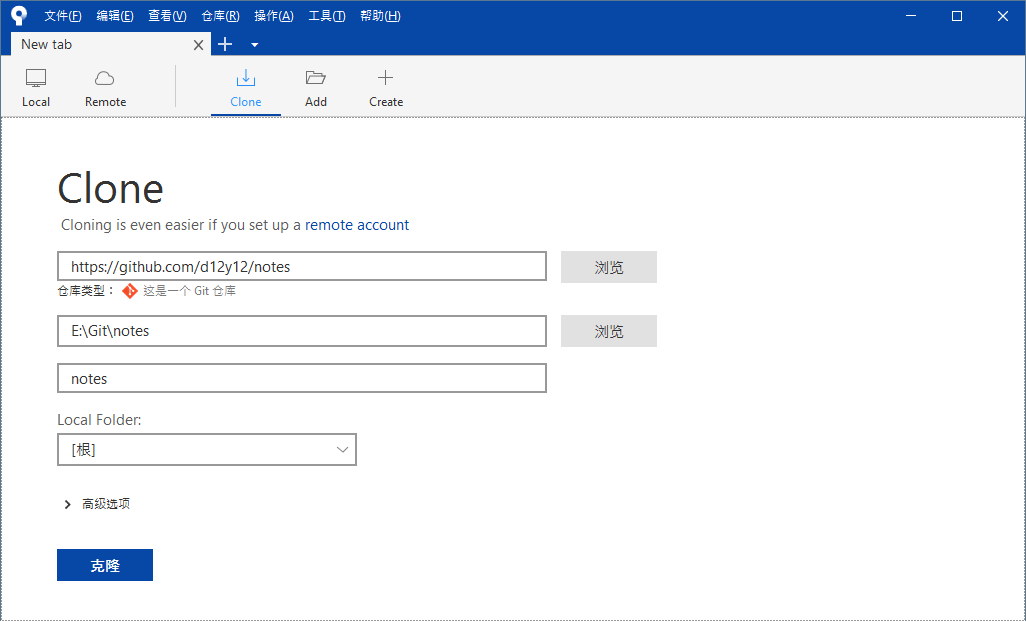 文件(F) 编辑(E) 查看(V) 仓库(R) 操作(A) 工具(T) 帮助(H)
New tab
Local Remote Clone Add Create
Clone
Cloning is even easier if you set up a remote account
https://github.com/d12y12/notes 浏览
仓库类型： 这是一个 Git 仓库
E:\Git\notes 浏览
notes
Local Folder:
[根]
高级选项
克隆